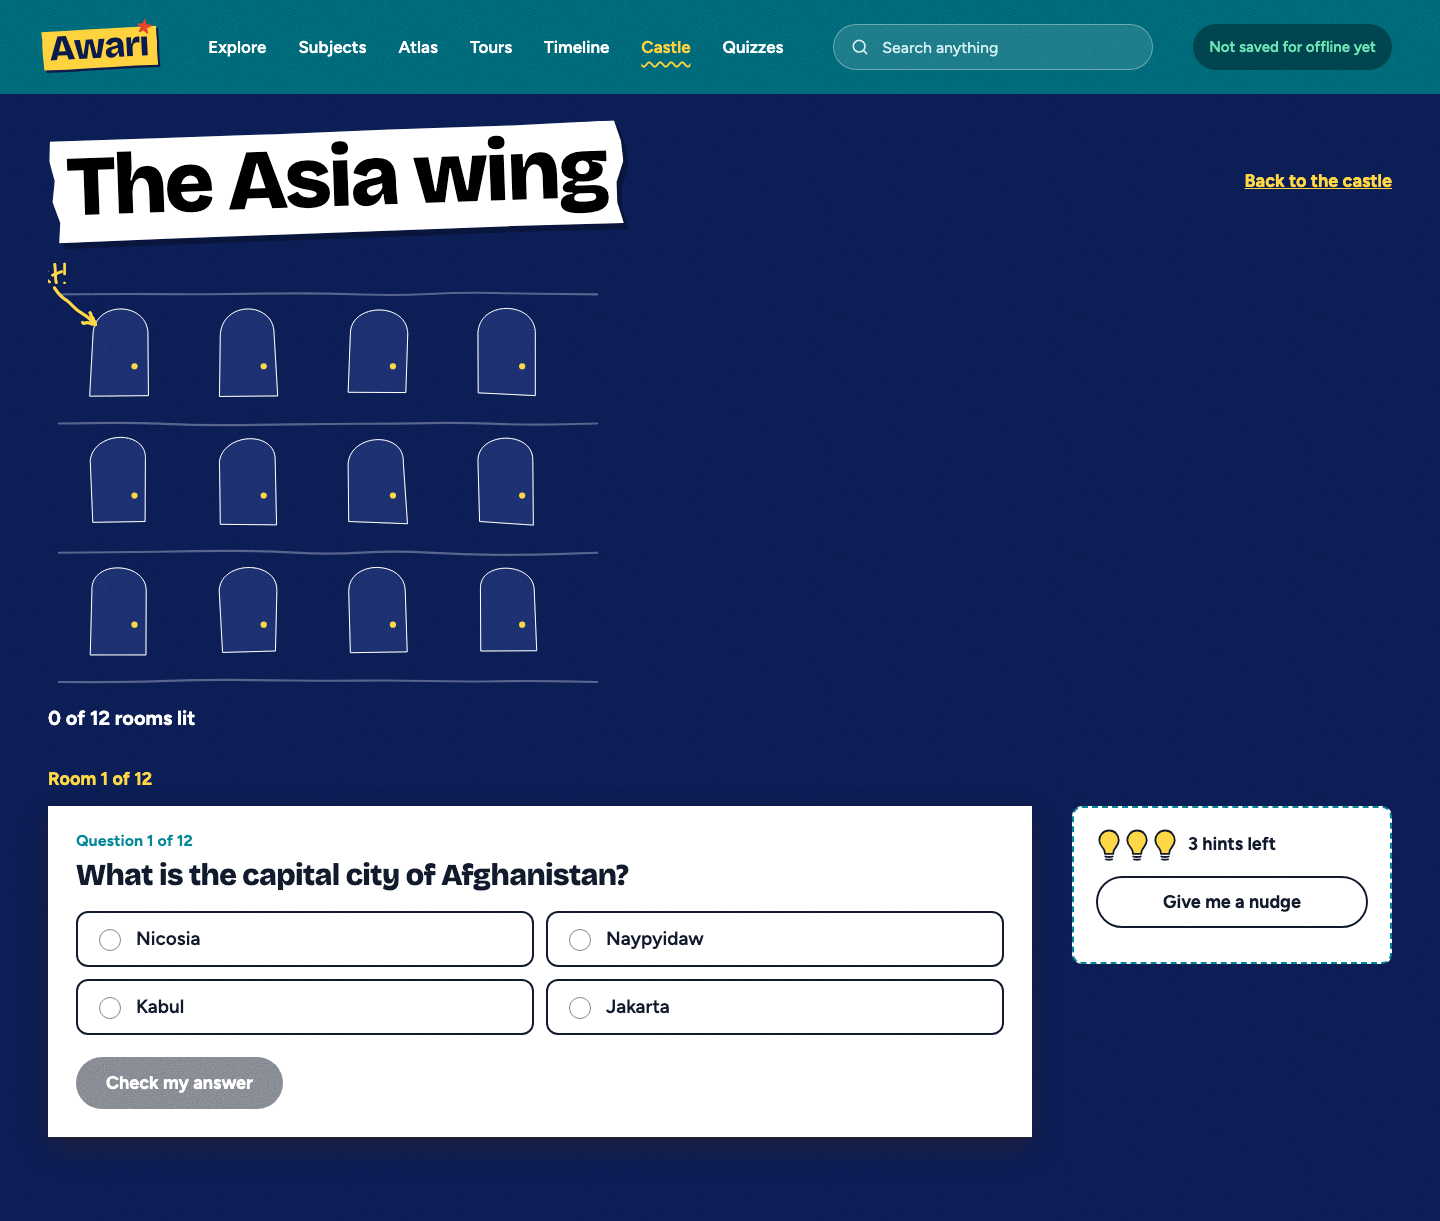 Awari
Explore
Subjects
Atlas
Tours
Timeline
Castle
Quizzes
Search anything
Not saved for offline yet
The Asia wing
Back to the castle
0 of 12 rooms lit
Room 1 of 12
Question 1 of 12
What is the capital city of Afghanistan?
Nicosia
Naypyidaw
Kabul
Jakarta
Check my answer
3 hints left
Give me a nudge